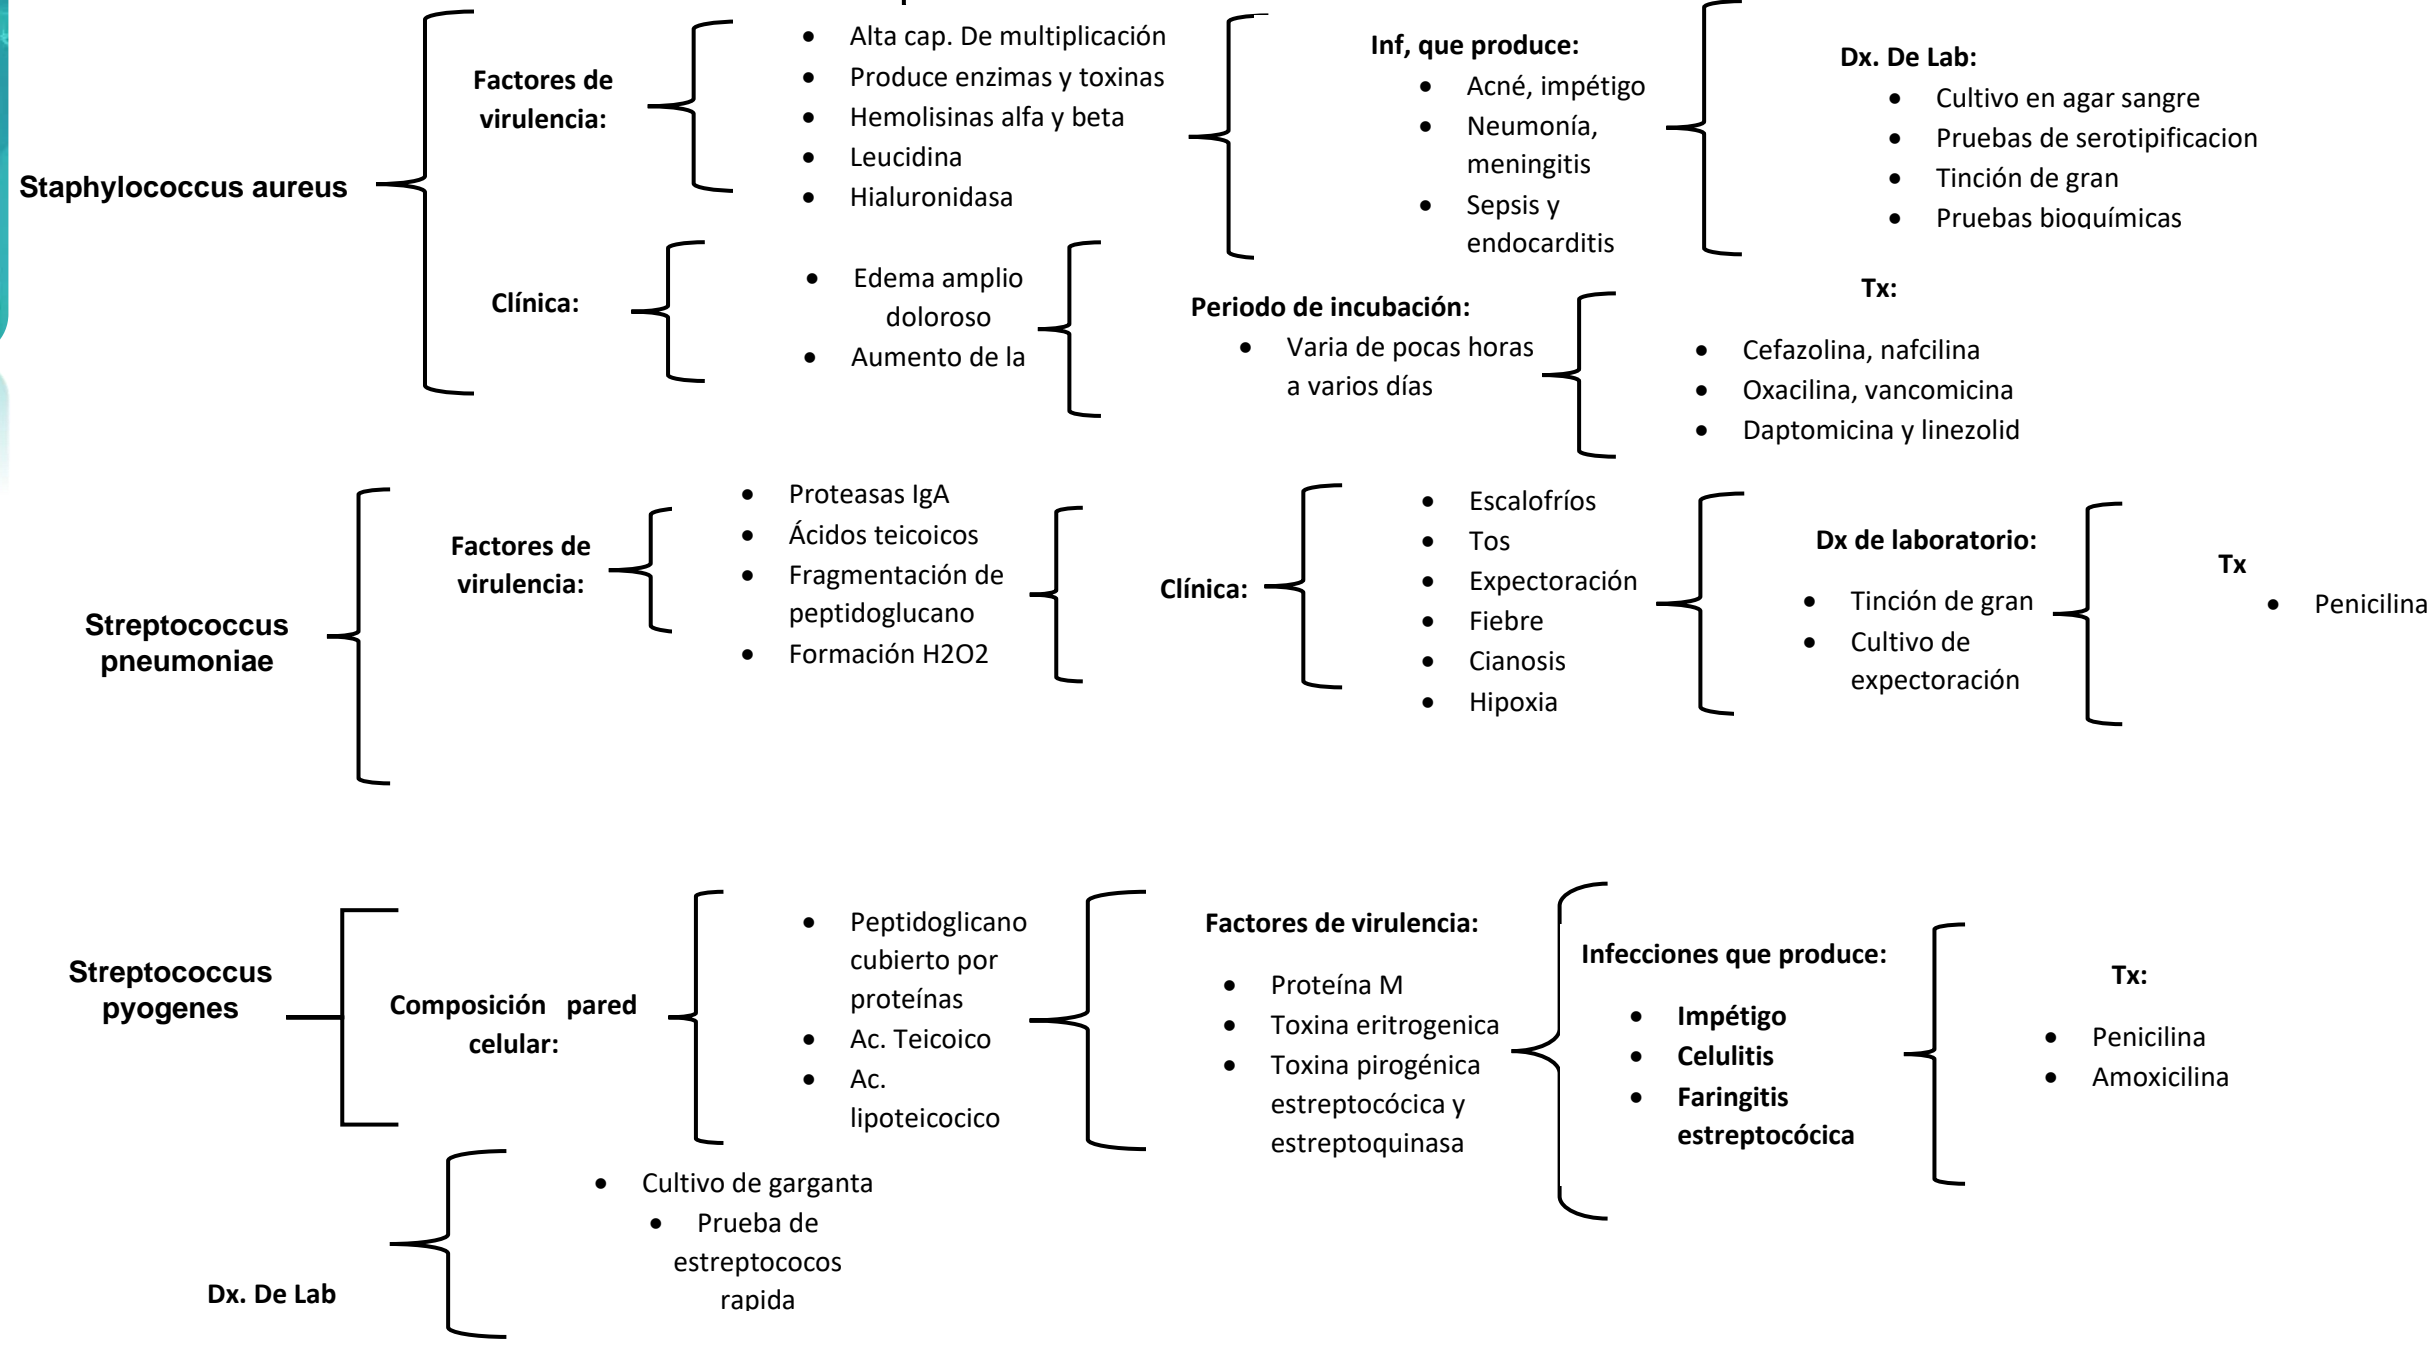 Staphylococcus aureus
Factores de
virulencia:
• Alta cap. De multiplicación
• Produce enzimas y toxinas
• Hemolisinas alfa y beta
• Leucidina
• Hialuronidasa
Inf, que produce:
• Acné, impétigo
• Neumonía,
meningitis
• Sepsis y
endocarditis
Dx. De Lab:
• Cultivo en agar sangre
• Pruebas de serotipificacion
• Tinción de gran
• Pruebas bioquímicas
Clínica:
• Edema amplio
doloroso
• Aumento de la
Periodo de incubación:
• Varia de pocas horas
a varios días
Tx:
• Cefazolina, nafcilina
• Oxacilina, vancomicina
• Daptomicina y linezolid
Streptococcus
pneumoniae
Factores de
virulencia:
• Proteasas IgA
• Ácidos teicoicos
• Fragmentación de
peptidoglucano
• Formación H2O2
Clínica:
• Escalofríos
• Tos
• Expectoración
• Fiebre
• Cianosis
• Hipoxia
Dx de laboratorio:
• Tinción de gran
• Cultivo de
expectoración
Tx
• Penicilina
Streptococcus
pyogenes
Composición pared
celular:
• Peptidoglicano
cubierto por
proteínas
• Ac. Teicoico
• Ac.
lipoteicocico
Factores de virulencia:
• Proteína M
• Toxina eritrogenica
• Toxina pirogénica
estreptocócica y
estreptoquinasa
Infecciones que produce:
• Impétigo
• Celulitis
• Faringitis
estreptocócica
Tx:
• Penicilina
• Amoxicilina
Dx. De Lab
• Cultivo de garganta
• Prueba de
estreptococos
rapida